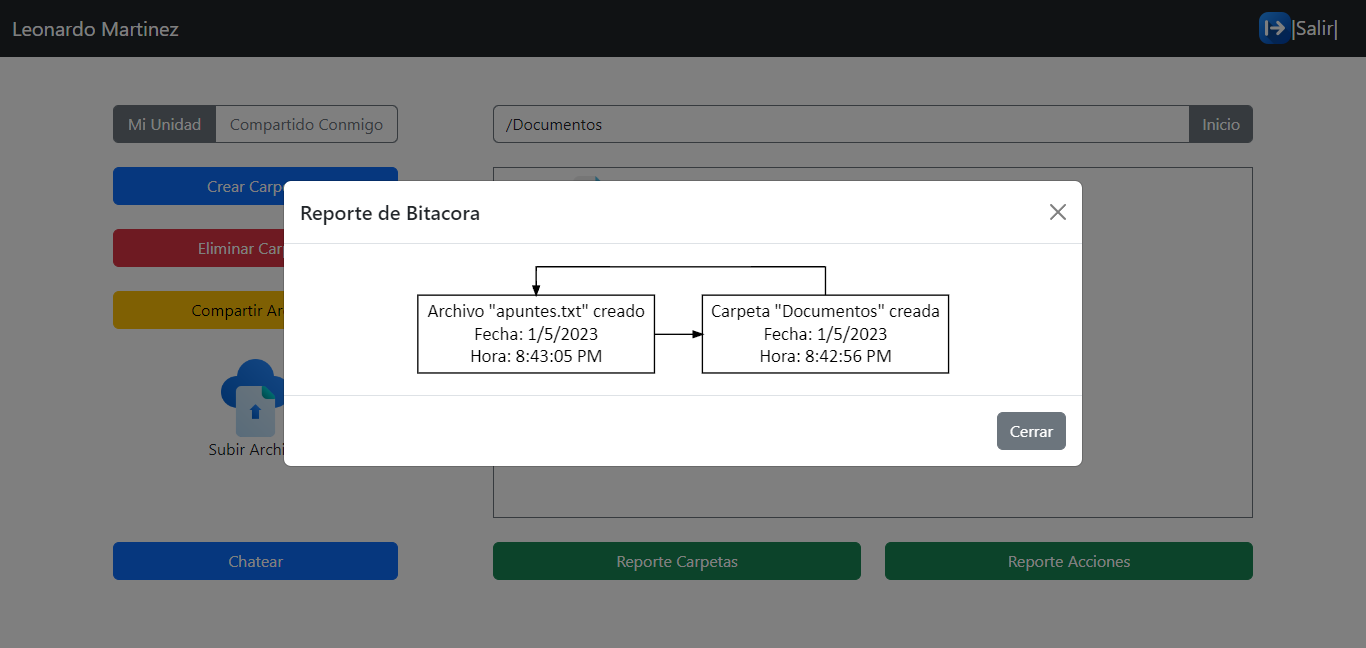 Leonardo Martinez
|Salir|
Mi Unidad
Compartido Conmigo
/Documentos
Inicio
Crear Carpe
Eliminar Car
Compartir Ar
Subir Archi
Reporte de Bitacora
Archivo "apuntes.txt" creado
Fecha: 1/5/2023
Hora: 8:43:05 PM
Carpeta "Documentos" creada
Fecha: 1/5/2023
Hora: 8:42:56 PM
Cerrar
Chatear
Reporte Carpetas
Reporte Acciones